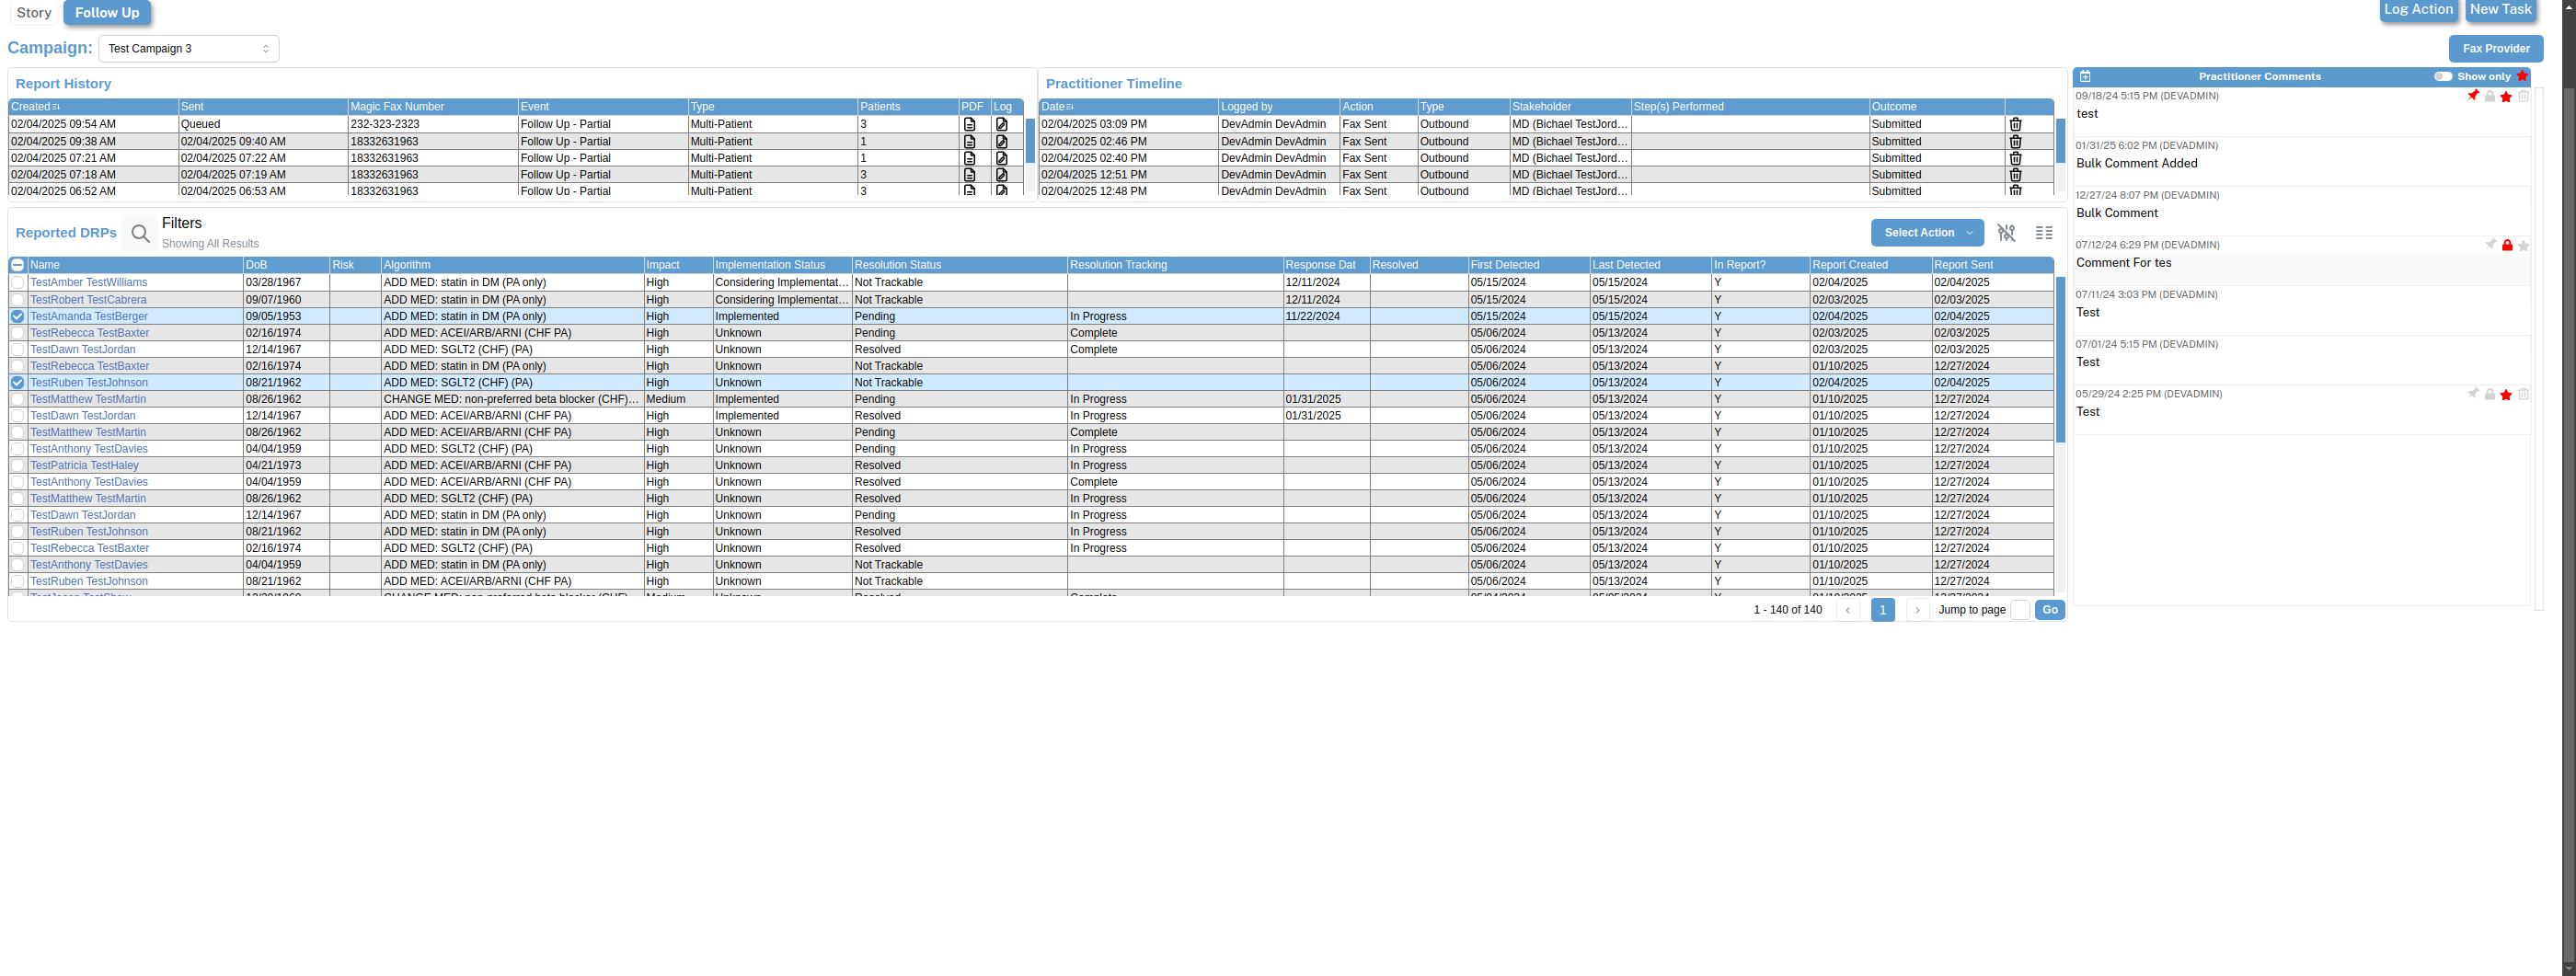 Story Follow Up Log Action New Task
Campaign: Test Campaign 3 Fax Provider
Report History
Created Sent Magic Fax Number Event Type Patients PDF Log
02/04/2025 09:54 AM Queued 232-323-2323 Follow Up - Partial Multi-Patient 3
02/04/2025 09:38 AM 02/04/2025 09:40 AM 18332631963 Follow Up - Partial Multi-Patient 1
02/04/2025 07:21 AM 02/04/2025 07:22 AM 18332631963 Follow Up - Partial Multi-Patient 1
02/04/2025 07:18 AM 02/04/2025 07:19 AM 18332631963 Follow Up - Partial Multi-Patient 3
02/04/2025 06:52 AM 02/04/2025 06:53 AM 18332631963 Follow Up - Partial Multi-Patient 3
Practitioner Timeline
Date Logged by Action Type Stakeholder Step(s) Performed Outcome
02/04/2025 03:09 PM DevAdmin DevAdmin Fax Sent Outbound MD (Bichael TestJord... Submitted
02/04/2025 02:46 PM DevAdmin DevAdmin Fax Sent Outbound MD (Bichael TestJord... Submitted
02/04/2025 02:40 PM DevAdmin DevAdmin Fax Sent Outbound MD (Bichael TestJord... Submitted
02/04/2025 12:51 PM DevAdmin DevAdmin Fax Sent Outbound MD (Bichael TestJord... Submitted
02/04/2025 12:48 PM DevAdmin DevAdmin Fax Sent Outbound MD (Bichael TestJord... Submitted
Practitioner Comments Show only
09/18/24 5:15 PM (DEVADMIN)
test
01/31/25 6:02 PM (DEVADMIN)
Bulk Comment Added
12/27/24 8:07 PM (DEVADMIN)
Bulk Comment
07/12/24 6:29 PM (DEVADMIN)
Comment For tes
07/11/24 3:03 PM (DEVADMIN)
Test
07/01/24 5:15 PM (DEVADMIN)
Test
05/29/24 2:25 PM (DEVADMIN)
Test
Reported DRPs Filters
Showing All Results
Select Action
Name DoB Risk Algorithm Impact Implementation Status Resolution Status Resolution Tracking Response Dat Resolved First Detected Last Detected In Report? Report Created Report Sent
TestAmber TestWilliams 03/28/1967 ADD MED: statin in DM (PA only) High Considering Implementat... Not Trackable 12/11/2024 05/15/2024 05/15/2024 Y 02/04/2025 02/04/2025
TestRobert TestCabrera 09/07/1960 ADD MED: statin in DM (PA only) High Considering Implementat... Not Trackable 12/11/2024 05/15/2024 05/15/2024 Y 02/03/2025 02/03/2025
TestAmanda TestBerger 09/05/1953 ADD MED: statin in DM (PA only) High Implemented Pending In Progress 11/22/2024 05/15/2024 05/15/2024 Y 02/04/2025 02/04/2025
TestRebecca TestBaxter 02/16/1974 ADD MED: ACEI/ARB/ARNI (CHF PA) High Unknown Pending Complete 05/06/2024 05/13/2024 Y 02/03/2025 02/03/2025
TestDawn TestJordan 12/14/1967 ADD MED: SGLT2 (CHF) (PA) High Unknown Resolved Complete 05/06/2024 05/13/2024 Y 02/03/2025 02/03/2025
TestRebecca TestBaxter 02/16/1974 ADD MED: statin in DM (PA only) High Unknown Not Trackable 05/06/2024 05/13/2024 Y 01/10/2025 12/27/2024
TestRuben TestJohnson 08/21/1962 ADD MED: SGLT2 (CHF) (PA) High Unknown Not Trackable 05/06/2024 05/13/2024 Y 02/04/2025 02/04/2025
TestMatthew TestMartin 08/26/1962 CHANGE MED: non-preferred beta blocker (CHF)... Medium Implemented Pending In Progress 01/31/2025 05/06/2024 05/13/2024 Y 01/10/2025 12/27/2024
TestDawn TestJordan 12/14/1967 ADD MED: ACEI/ARB/ARNI (CHF PA) High Implemented Resolved In Progress 01/31/2025 05/06/2024 05/13/2024 Y 01/10/2025 12/27/2024
TestMatthew TestMartin 08/26/1962 ADD MED: ACEI/ARB/ARNI (CHF PA) High Unknown Pending Complete 05/06/2024 05/13/2024 Y 01/10/2025 12/27/2024
TestAnthony TestDavies 04/04/1959 ADD MED: SGLT2 (CHF) (PA) High Unknown Pending In Progress 05/06/2024 05/13/2024 Y 01/10/2025 12/27/2024
TestPatricia TestHaley 04/21/1973 ADD MED: ACEI/ARB/ARNI (CHF PA) High Unknown Resolved In Progress 05/06/2024 05/13/2024 Y 01/10/2025 12/27/2024
TestAnthony TestDavies 04/04/1959 ADD MED: ACEI/ARB/ARNI (CHF PA) High Unknown Resolved Complete 05/06/2024 05/13/2024 Y 01/10/2025 12/27/2024
TestMatthew TestMartin 08/26/1962 ADD MED: SGLT2 (CHF) (PA) High Unknown Resolved In Progress 05/06/2024 05/13/2024 Y 01/10/2025 12/27/2024
TestDawn TestJordan 12/14/1967 ADD MED: statin in DM (PA only) High Unknown Pending In Progress 05/06/2024 05/13/2024 Y 01/10/2025 12/27/2024
TestRuben TestJohnson 08/21/1962 ADD MED: statin in DM (PA only) High Unknown Resolved In Progress 05/06/2024 05/13/2024 Y 01/10/2025 12/27/2024
TestRebecca TestBaxter 02/16/1974 ADD MED: SGLT2 (CHF) (PA) High Unknown Resolved In Progress 05/06/2024 05/13/2024 Y 01/10/2025 12/27/2024
TestAnthony TestDavies 04/04/1959 ADD MED: statin in DM (PA only) High Unknown Not Trackable 05/06/2024 05/13/2024 Y 01/10/2025 12/27/2024
TestRuben TestJohnson 08/21/1962 ADD MED: ACEI/ARB/ARNI (CHF PA) High Unknown Not Trackable 05/06/2024 05/13/2024 Y 01/10/2025 12/27/2024
1 - 140 of 140 1 Jump to page Go